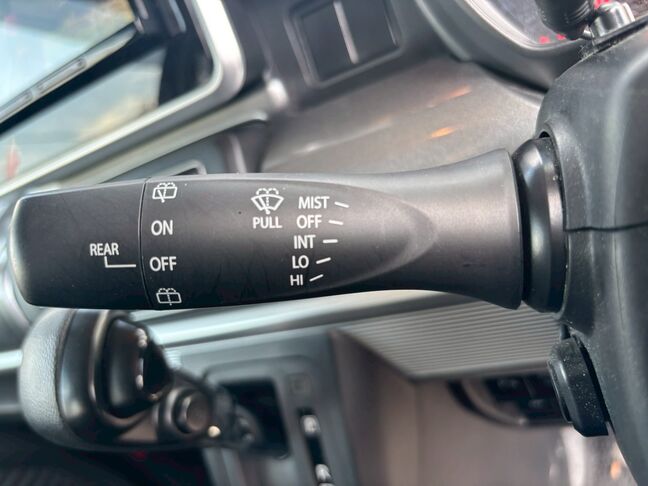 ON
REAR
OFF
PULL
MIST
OFF
INT
LO
HI